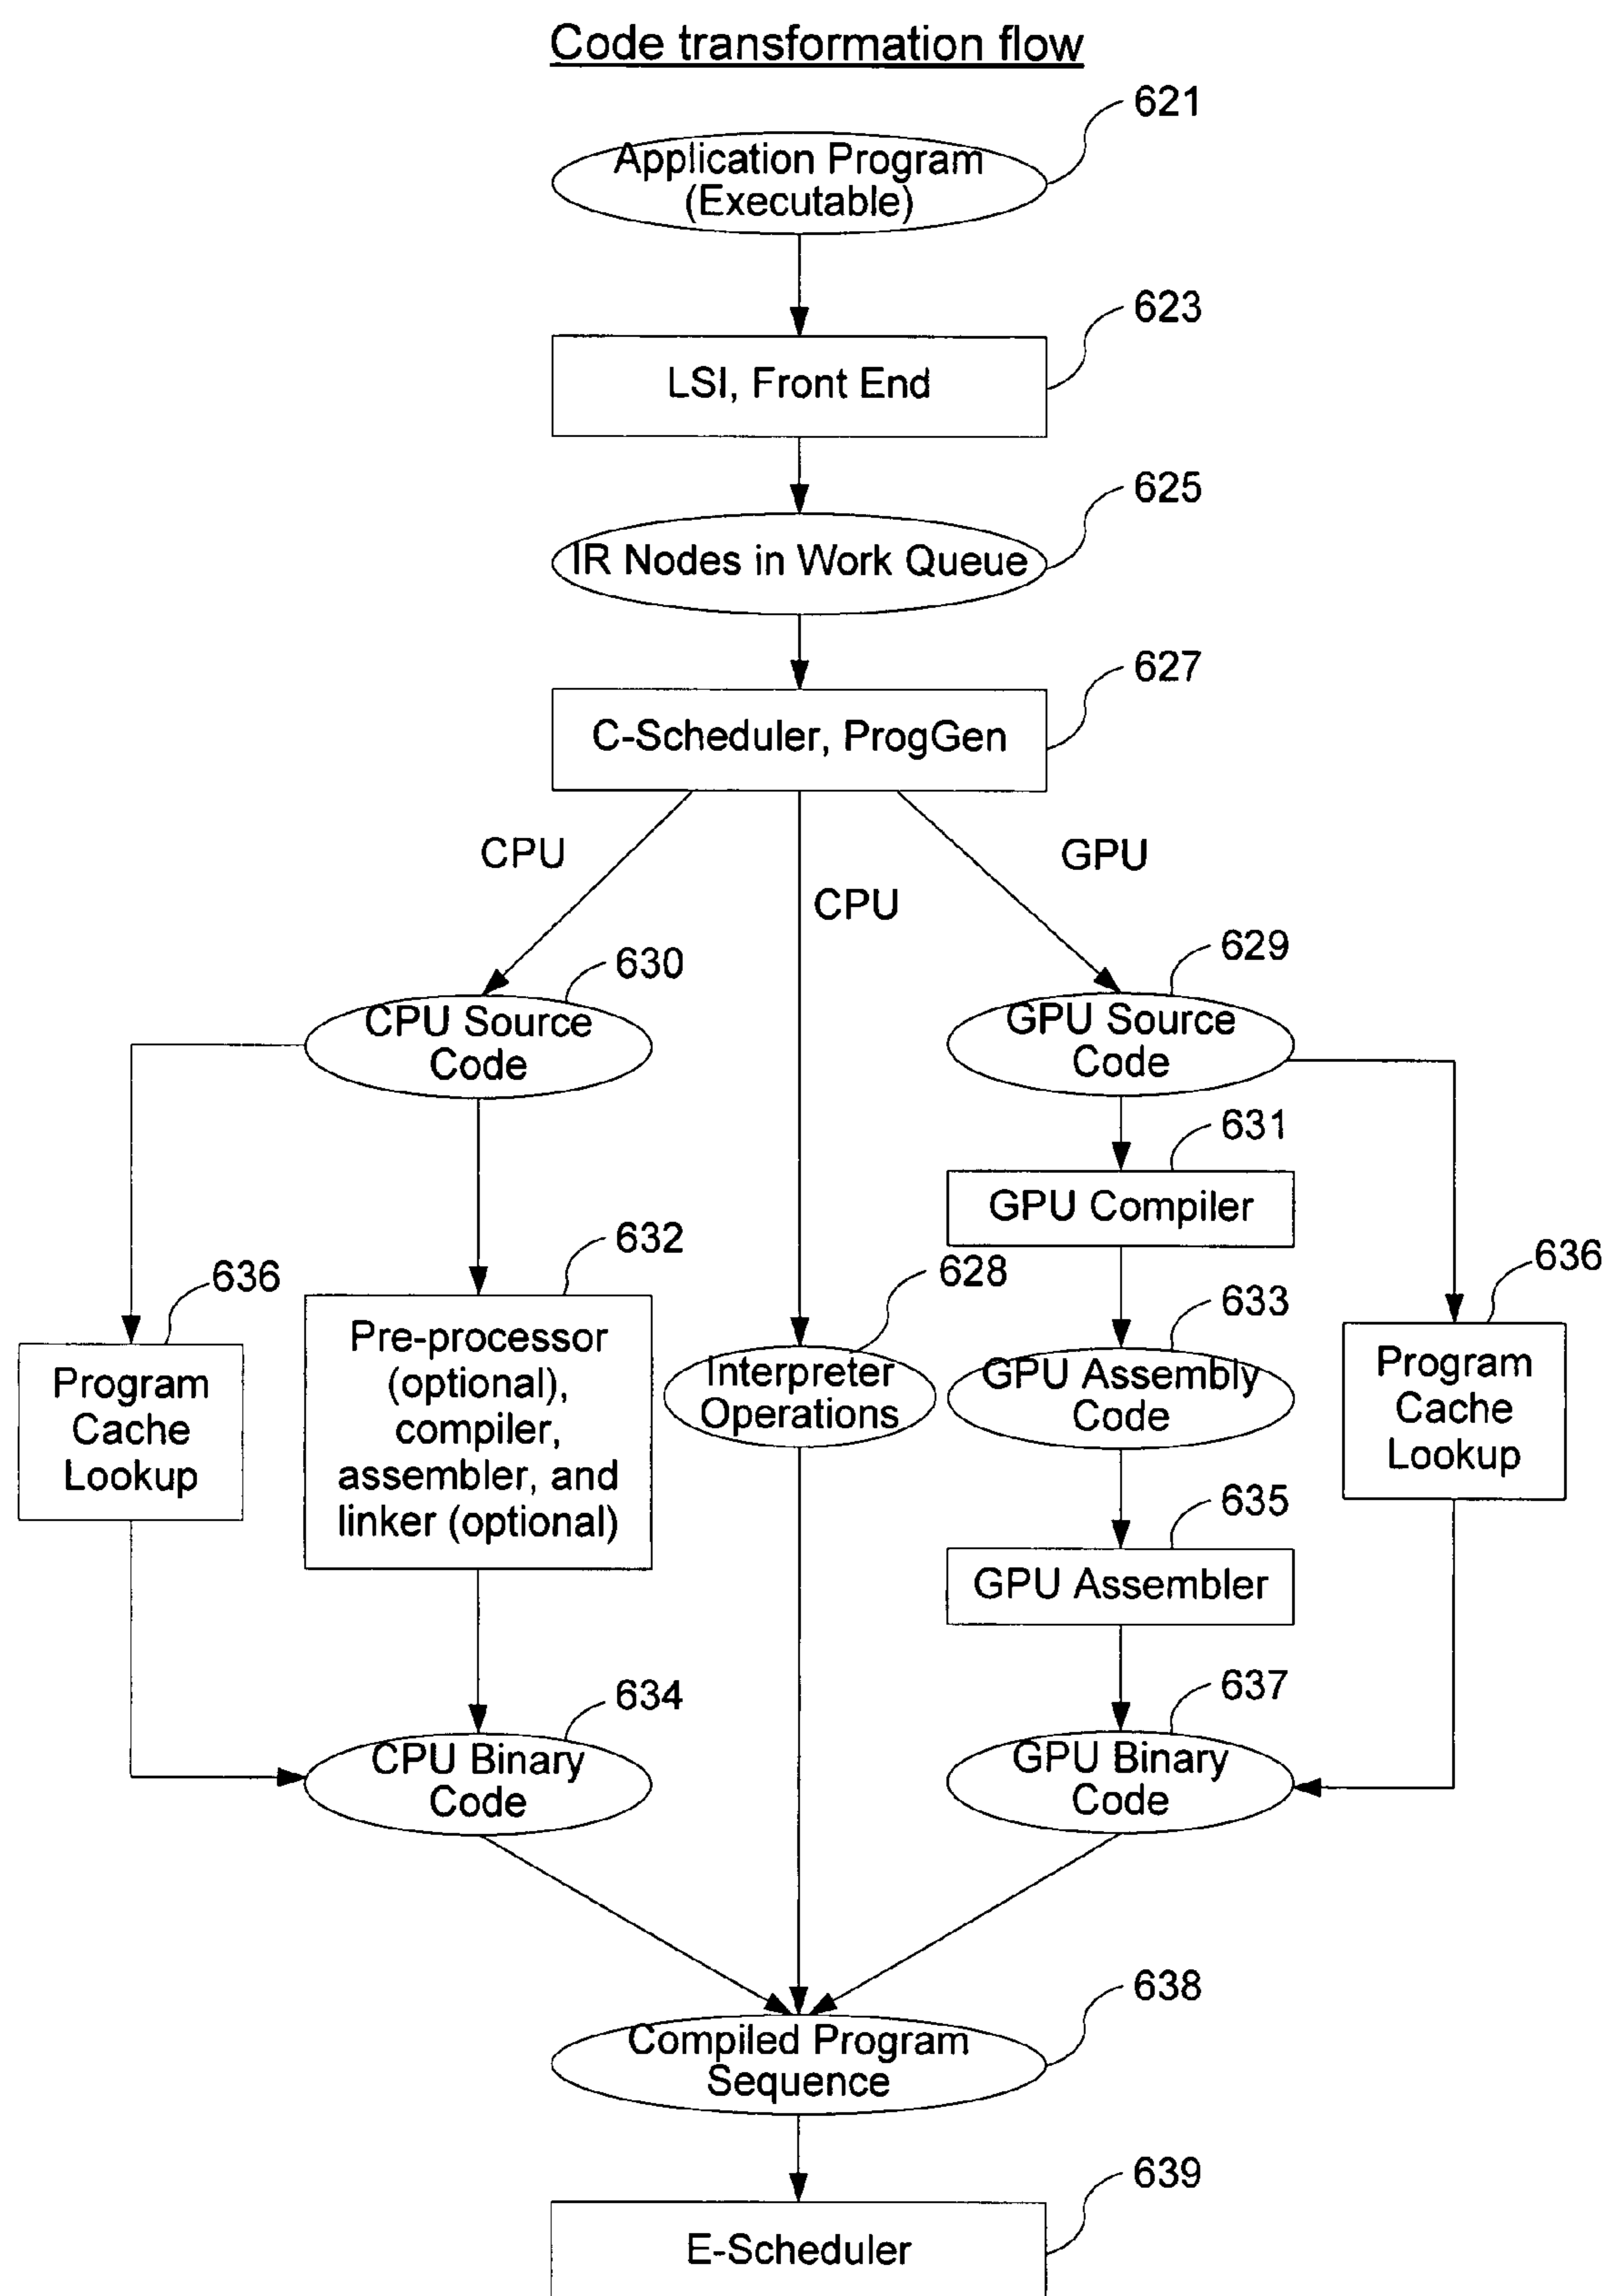 Code transformation flow
621
Application Program
(Executable)
623
LSI, Front End
625
IR Nodes in Work Queue
627
C-Scheduler, ProgGen
CPU
CPU
GPU
630
CPU Source
Code
629
GPU Source
Code
631
GPU Compiler
636
Program
Cache
Lookup
632
Pre-processor
(optional),
compiler,
assembler, and
linker (optional)
628
Interpreter
Operations
633
GPU Assembly
Code
636
Program
Cache
Lookup
635
GPU Assembler
634
CPU Binary
Code
637
GPU Binary
Code
638
Compiled Program
Sequence
639
E-Scheduler